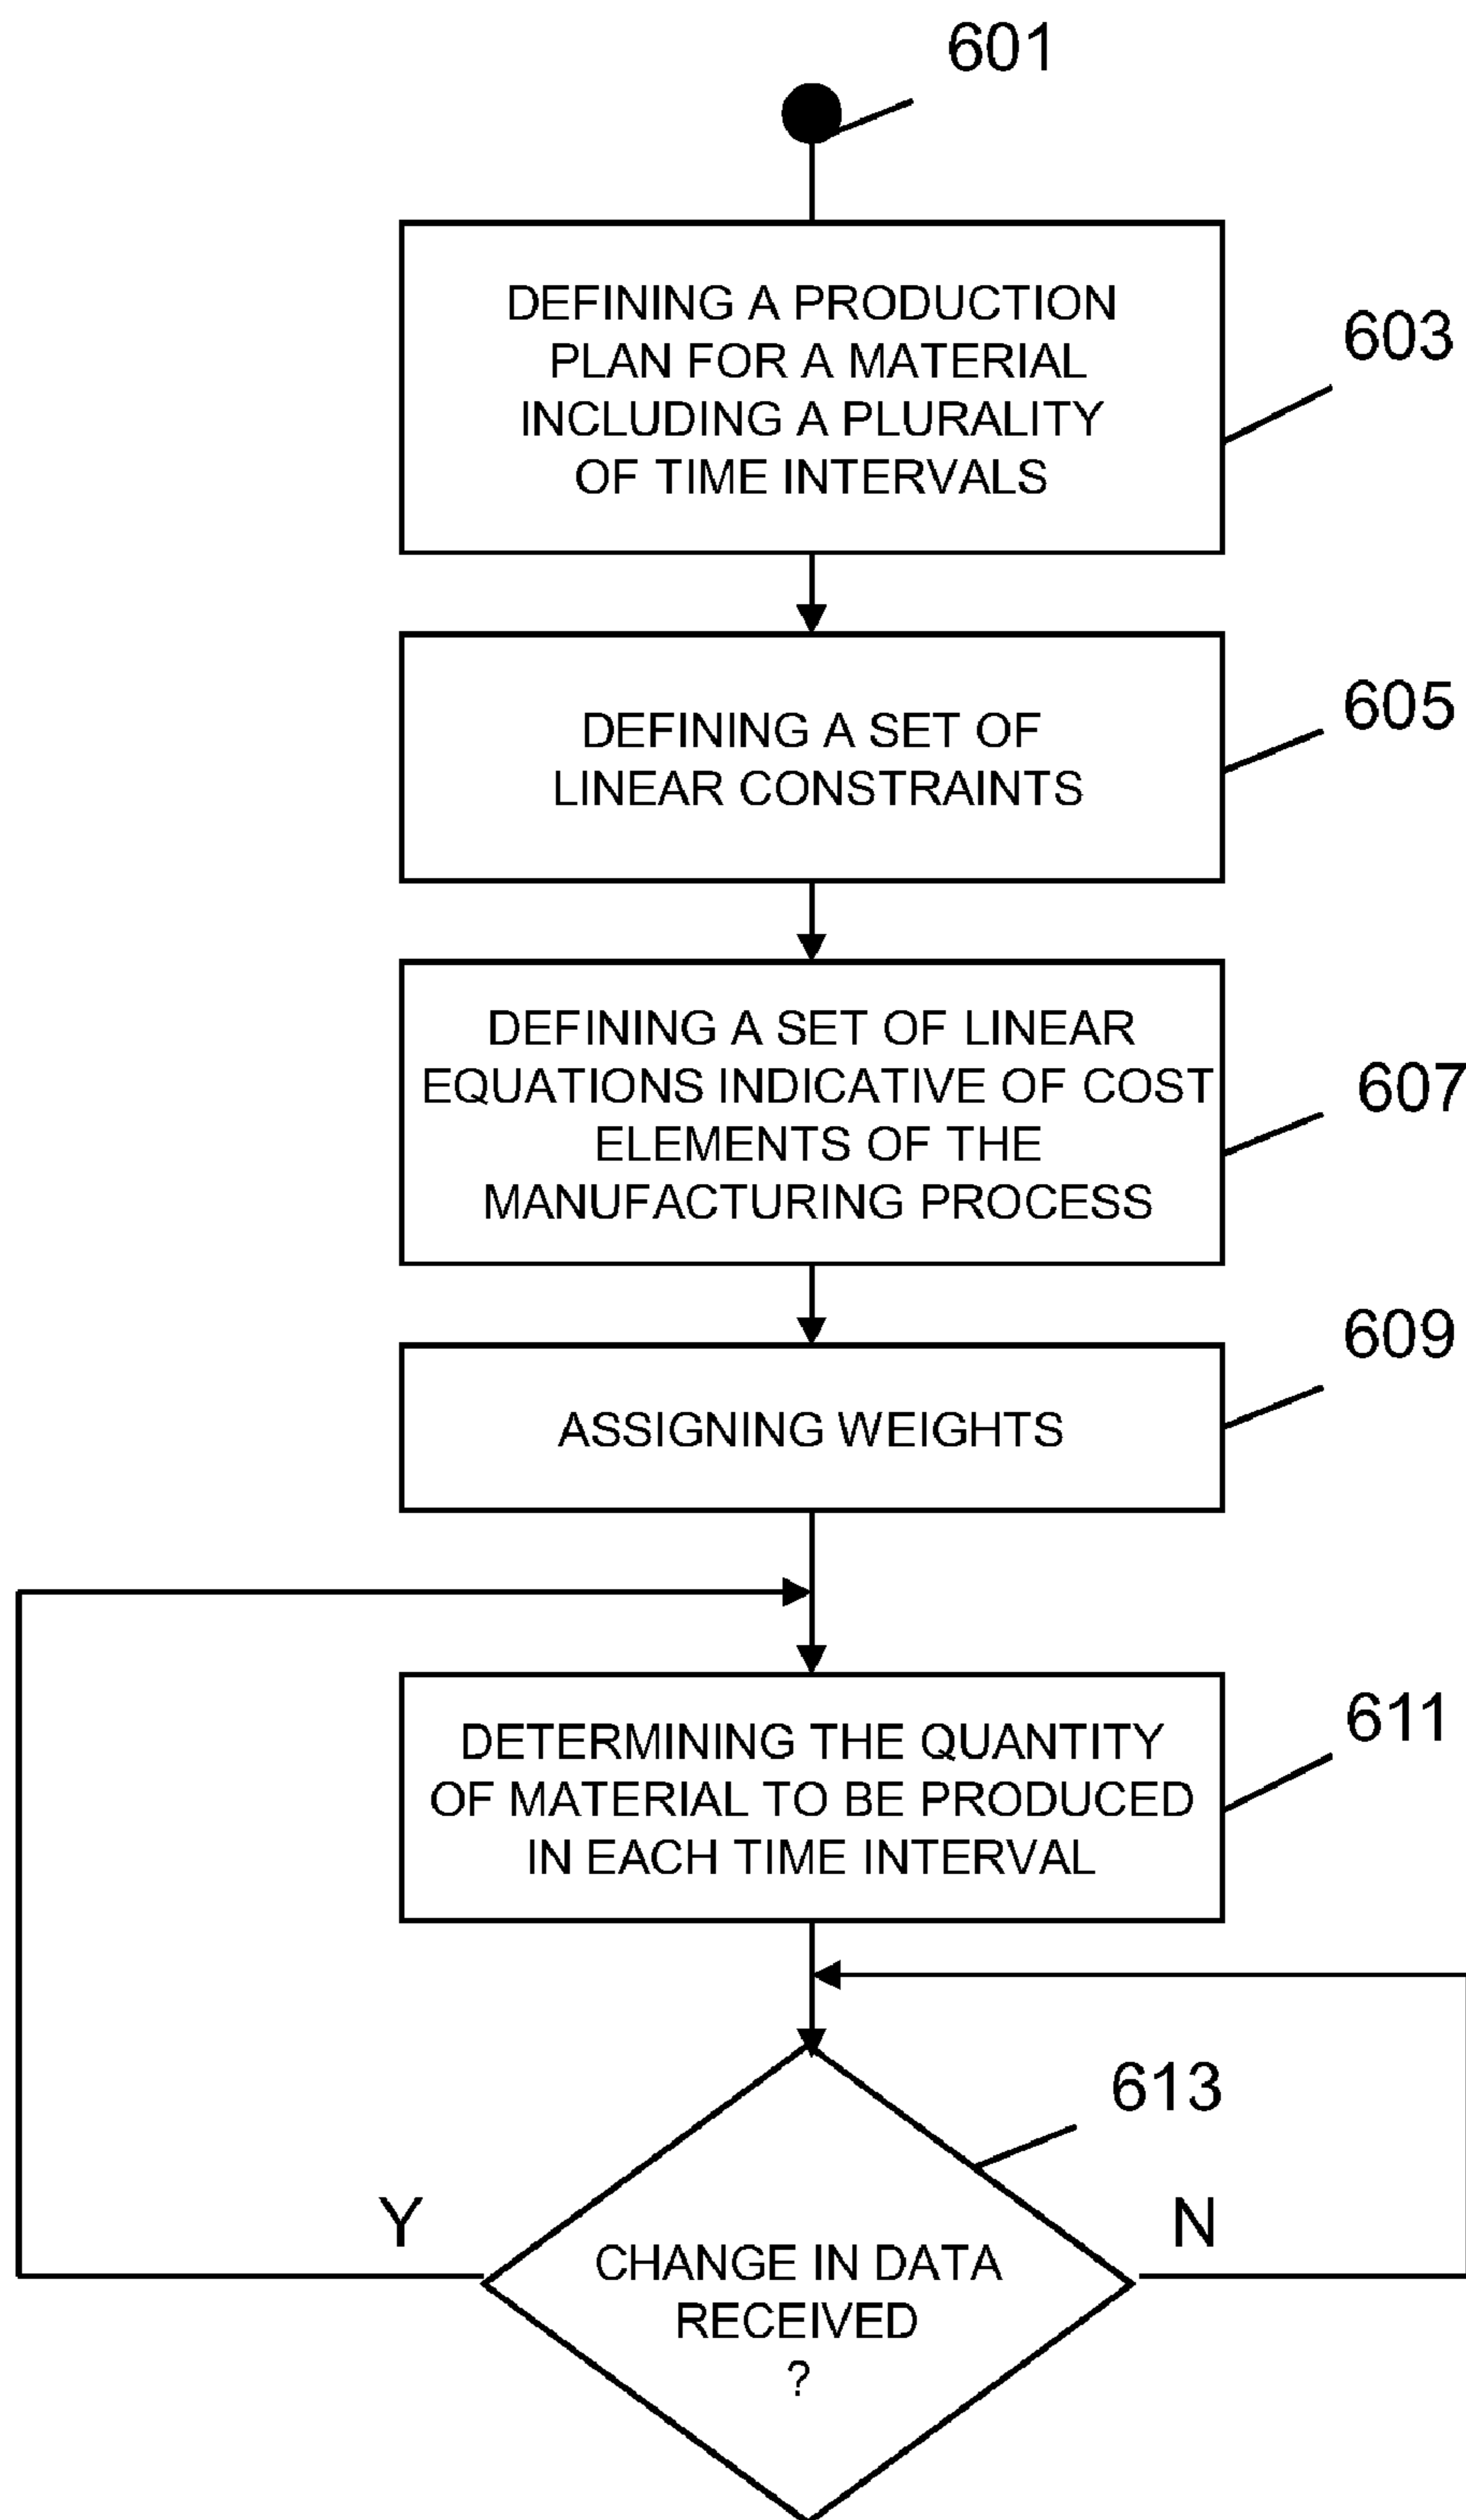 601
DEFINING A PRODUCTION
PLAN FOR A MATERIAL
INCLUDING A PLURALITY
OF TIME INTERVALS
603
DEFINING A SET OF
LINEAR CONSTRAINTS
605
DEFINING A SET OF LINEAR
EQUATIONS INDICATIVE OF COST
ELEMENTS OF THE
MANUFACTURING PROCESS
607
ASSIGNING WEIGHTS
609
DETERMINING THE QUANTITY
OF MATERIAL TO BE PRODUCED
IN EACH TIME INTERVAL
611
613
Y
N
CHANGE IN DATA
RECEIVED
?